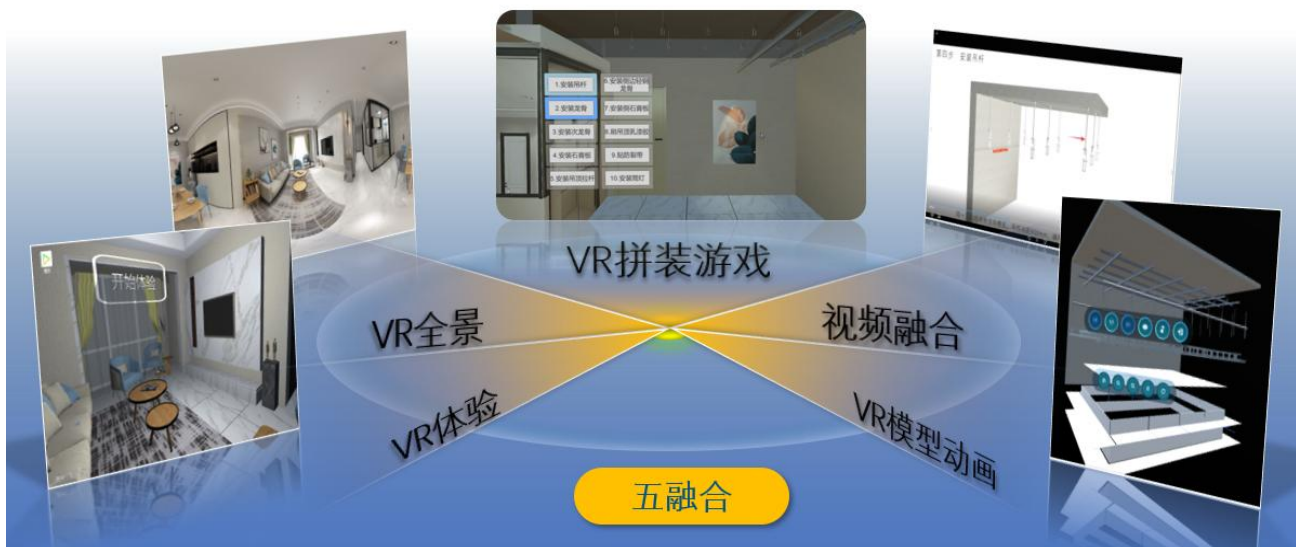 第四步 安装吊杆
1.安装吊杆
2.安装龙骨
3.安装次龙骨
4.安装石膏板
5.安装吊顶拉杆
6.安装侧边轻钢龙骨
7.安装侧石膏板
8.刷吊顶乳漆胶
9.贴防裂带
10.安装筒灯
开始体验
VR拼装游戏
VR全景
视频融合
VR体验
VR模型动画
五融合